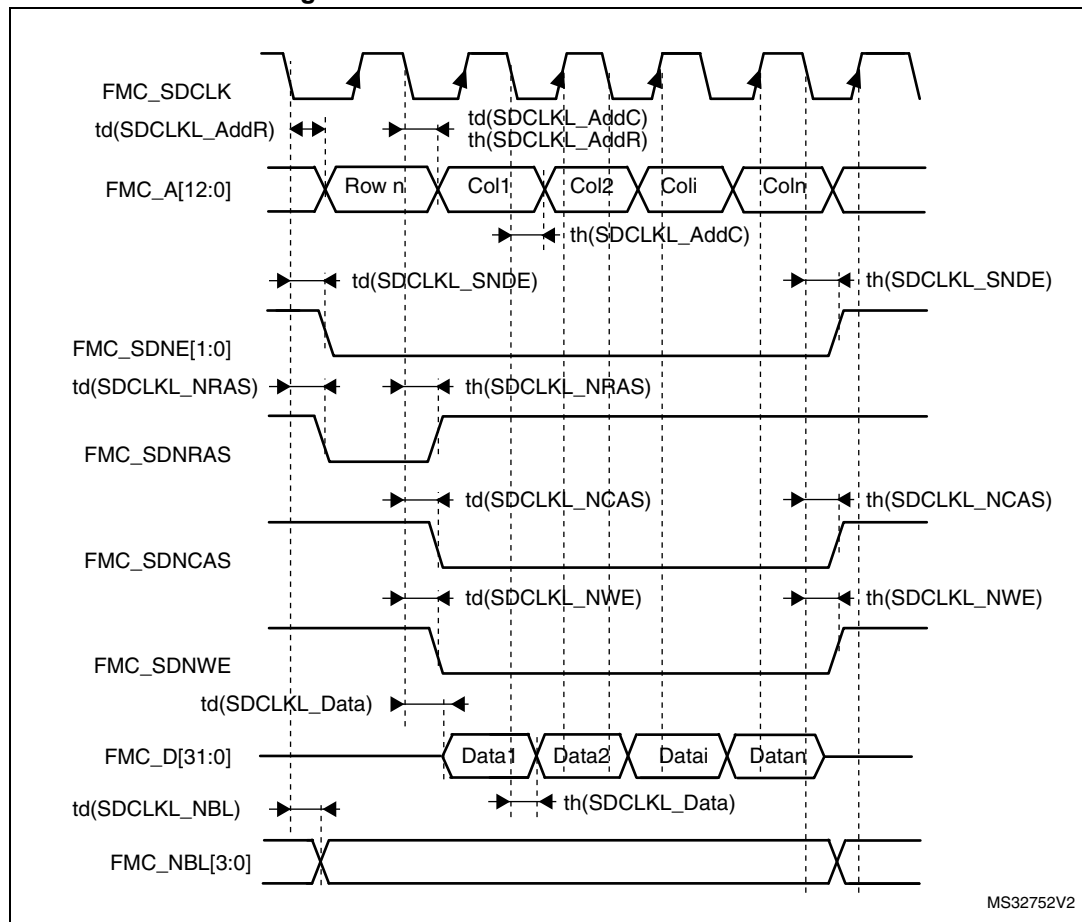 FMC_SDCLK
td(SDCLKL_AddR)
td(SDCLKL_AddC)
th(SDCLKL_AddR)
FMC_A[12:0]
Row n
Col1
Col2
Coli
Coln
th(SDCLKL_AddC)
td(SDCLKL_SNDE)
th(SDCLKL_SNDE)
FMC_SDNE[1:0]
td(SDCLKL_NRAS)
th(SDCLKL_NRAS)
FMC_SDNRAS
td(SDCLKL_NCAS)
th(SDCLKL_NCAS)
FMC_SDNCAS
td(SDCLKL_NWE)
th(SDCLKL_NWE)
FMC_SDNWE
td(SDCLKL_Data)
FMC_D[31:0]
Data1
Data2
Datai
Datan
td(SDCLKL_NBL)
th(SDCLKL_Data)
FMC_NBL[3:0]
MS32752V2